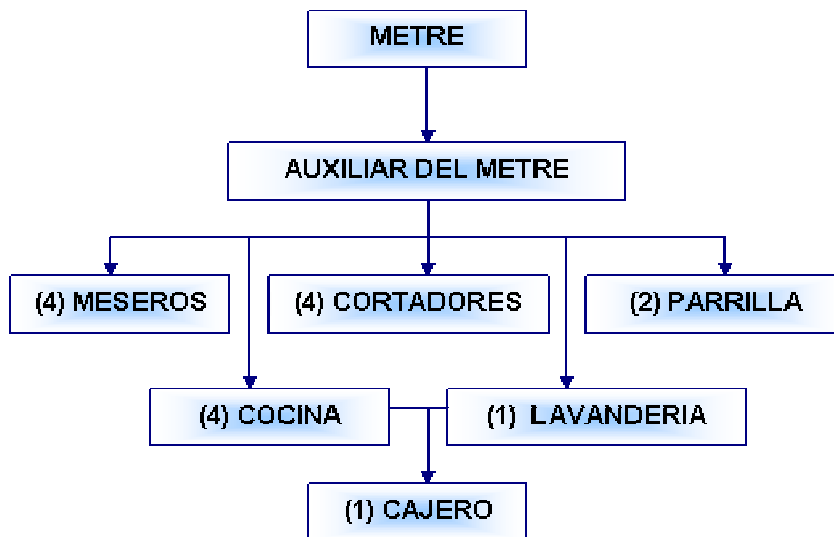 METRE
AUXILIAR DEL METRE
(4) MESEROS
(4) CORTADORES
(2) PARRILLA
(4) COCINA
(1) LAVANDERIA
(1) CAJERO